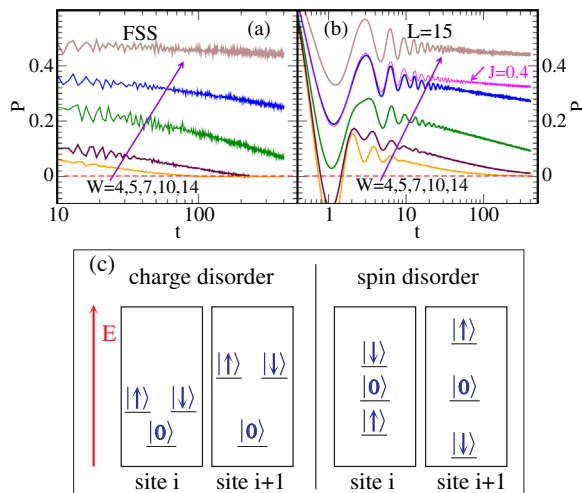 FSS (a)
0.4
P
0.2
0
W=4,5,7,10,14
10 100
t
(b) L=15
0.4
J=0.4
P
0.2
W=4,5,7,10,14
0
1 10 100
t
(c)
charge disorder spin disorder
E
|↑⟩ |↓⟩ |↑⟩
|↓⟩
|↑⟩ |↓⟩ |0⟩ |0⟩
|0⟩ |0⟩ |↑⟩
|↓⟩
site i site i+1 site i site i+1